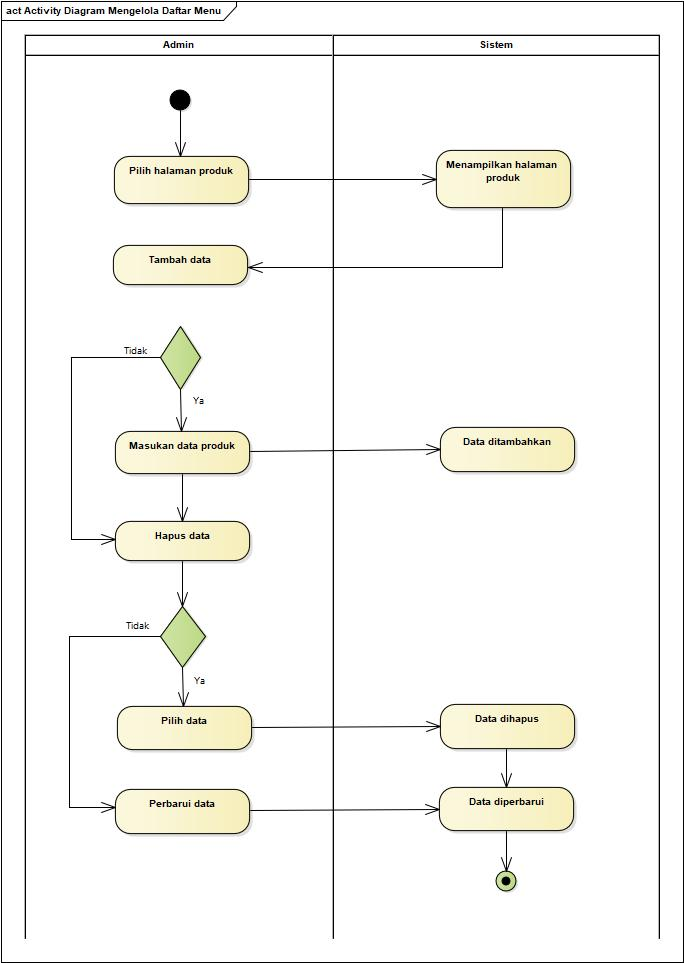 act Activity Diagram Mengelola Daftar Menu
Admin
Sistem
Pilih halaman produk
Menampilkan halaman
produk
Tambah data
Tidak
Ya
Masukan data produk
Data ditambahkan
Hapus data
Tidak
Ya
Pilih data
Data dihapus
Perbarui data
Data diperbarui